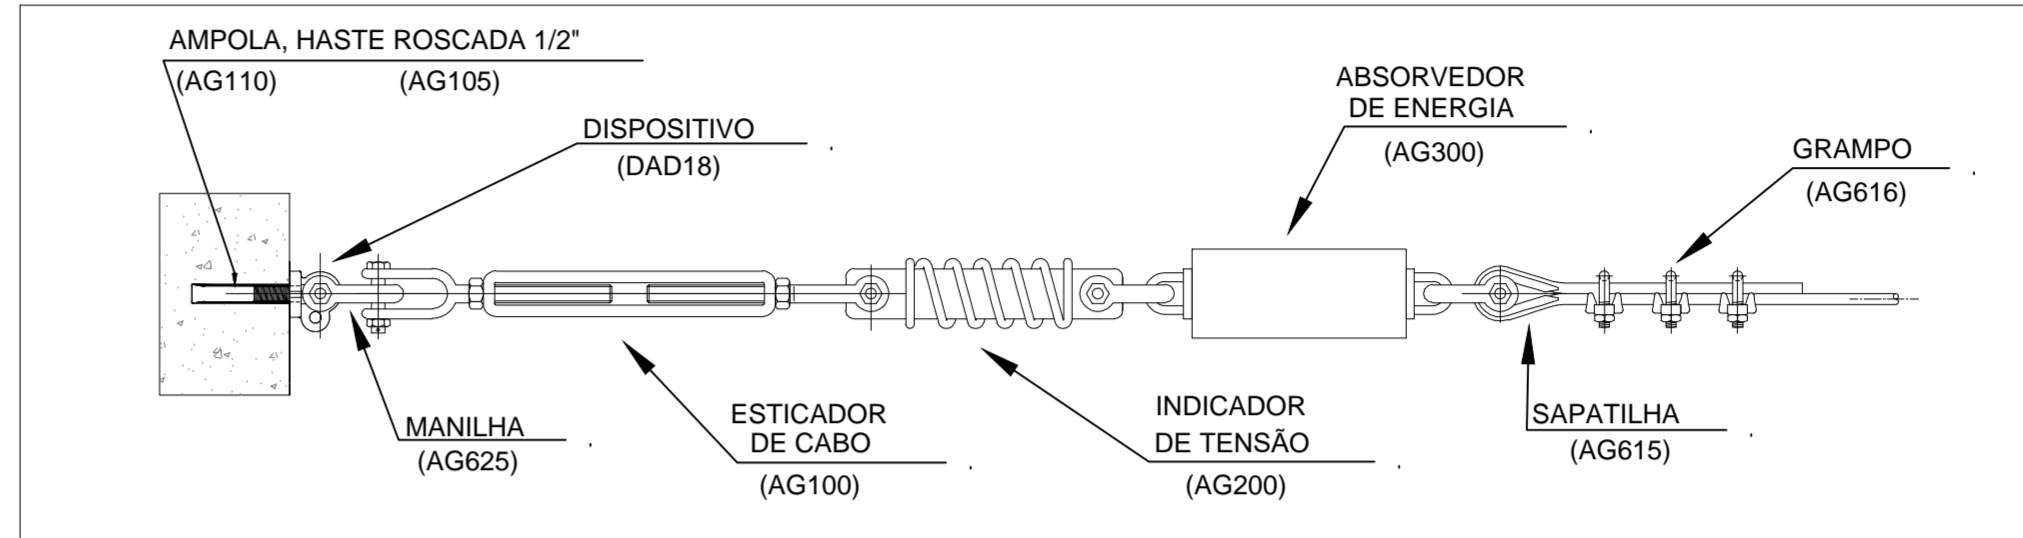 AMPOLA, HASTE ROSCADA 1/2"
(AG110) (AG105)
DISPOSITIVO
(DAD18)
ABSORVEDOR
DE ENERGIA
(AG300)
GRAMPO
(AG616)
MANILHA
(AG625)
ESTICADOR
DE CABO
(AG100)
INDICADOR
DE TENSÃO
(AG200)
SAPATILHA
(AG615)